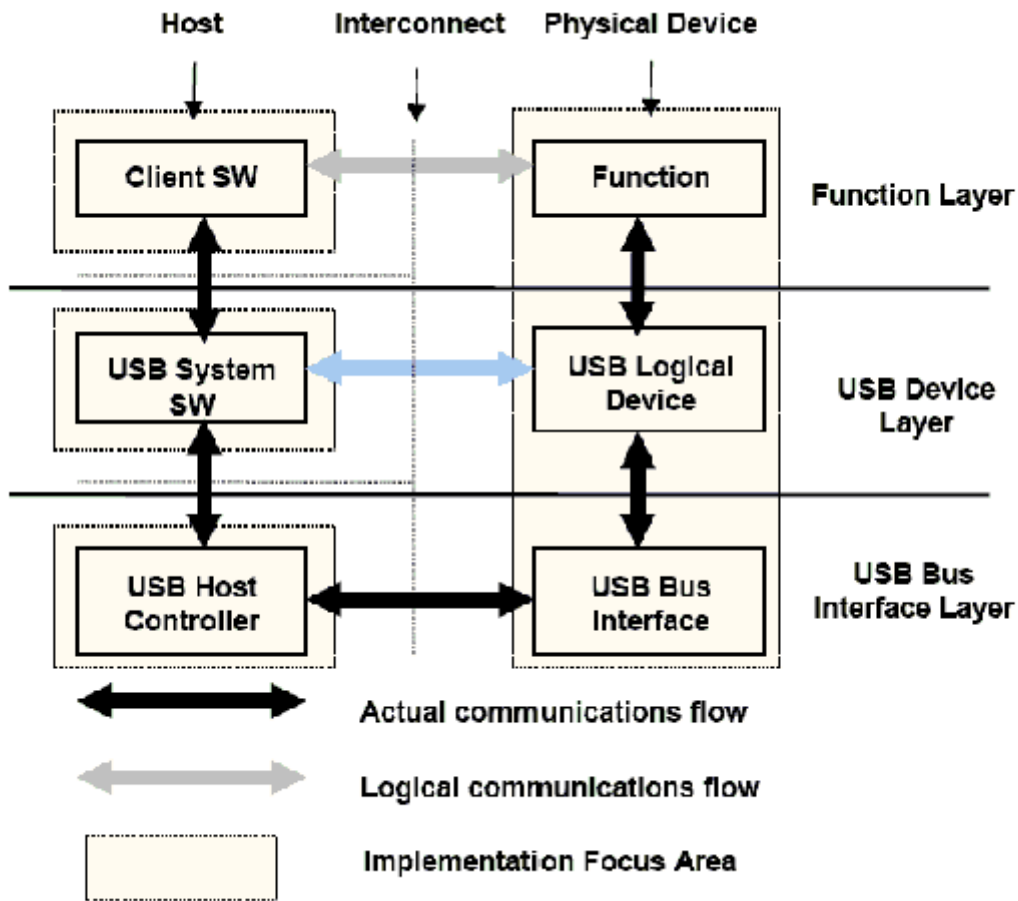 Host
Interconnect
Physical Device
Client SW
Function
Function Layer
USB System
SW
USB Logical
Device
USB Device
Layer
USB Host
Controller
USB Bus
Interface
USB Bus
Interface Layer
Actual communications flow
Logical communications flow
Implementation Focus Area